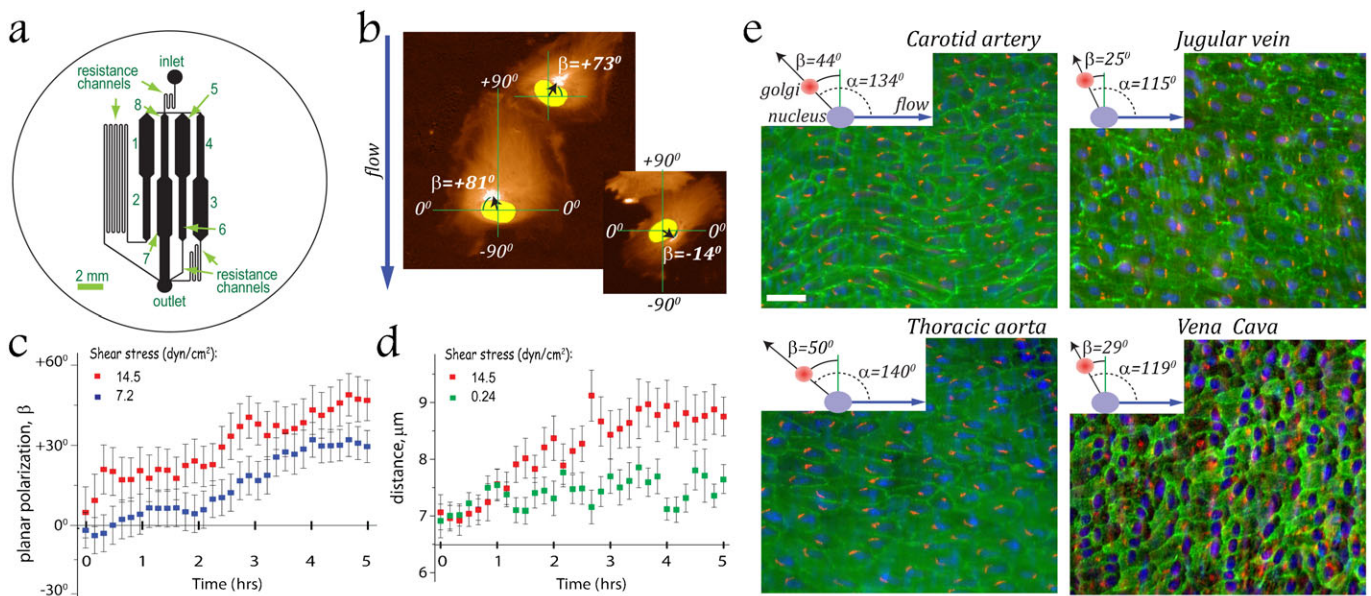 a
inlet
resistance
channels
5
8
1
4
2
3
6
7
2 mm
resistance
channels
outlet
b
flow
β=+73⁰
+90⁰
0⁰
β=+81⁰
0⁰
0⁰
-90⁰
+90⁰
0⁰
0⁰
β=-14⁰
-90⁰
c
Shear stress (dyn/cm²):
14.5
7.2
planar polarization, β
+60⁰
+30⁰
0⁰
-30⁰
0 1 2 3 4 5
Time (hrs)
d
Shear stress (dyn/cm²):
14.5
0.24
distance, μm
9
8
7
6
0 1 2 3 4 5
Time (hrs)
e
Carotid artery
β=44⁰
α=134⁰
golgi
flow
nucleus
Jugular vein
β=25⁰
α=115⁰
Thoracic aorta
β=50⁰
α=140⁰
Vena Cava
β=29⁰
α=119⁰